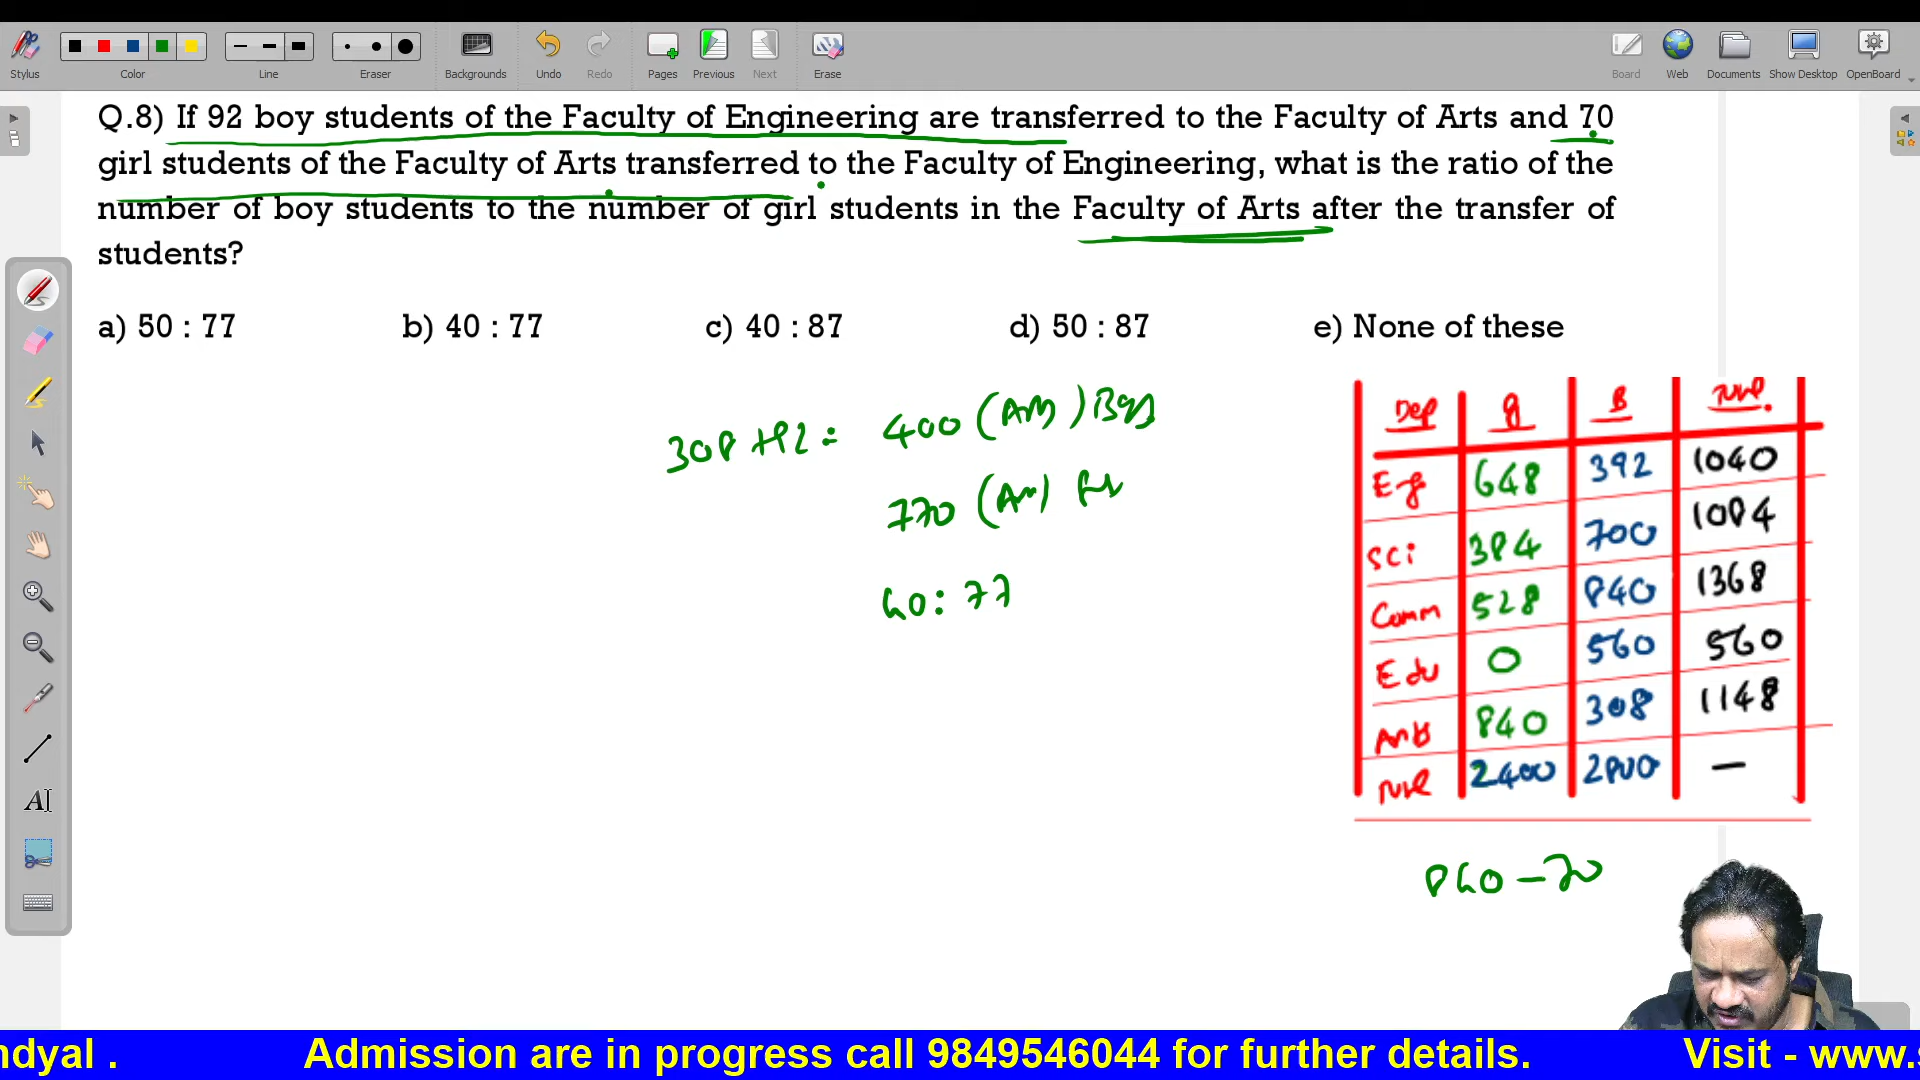 Stylus
Color
Line
Eraser
Backgrounds
Undo
Redo
Pages
Previous
Next
Erase
Board
Web
Documents
Show Desktop
OpenBoard
Q.8) If 92 boy students of the Faculty of Engineering are transferred to the Faculty of Arts and 70
girl students of the Faculty of Arts transferred to the Faculty of Engineering, what is the ratio of the
number of boy students to the number of girl students in the Faculty of Arts after the transfer of
students?
a) 50 : 77 b) 40 : 77 c) 40 : 87 d) 50 : 87 e) None of these
308 + 92 = 400 (Arts) Boys
770 (Art)
40 : 77
Dep g B
Eng 648 392 1040
Sci 384 700 1084
Comm 528 840 1368
Edu 0 560 560
Arts 840 308 1148
2400 2800 —
840 - 70
ndyal . Admission are in progress call 9849546044 for further details. Visit - www.s